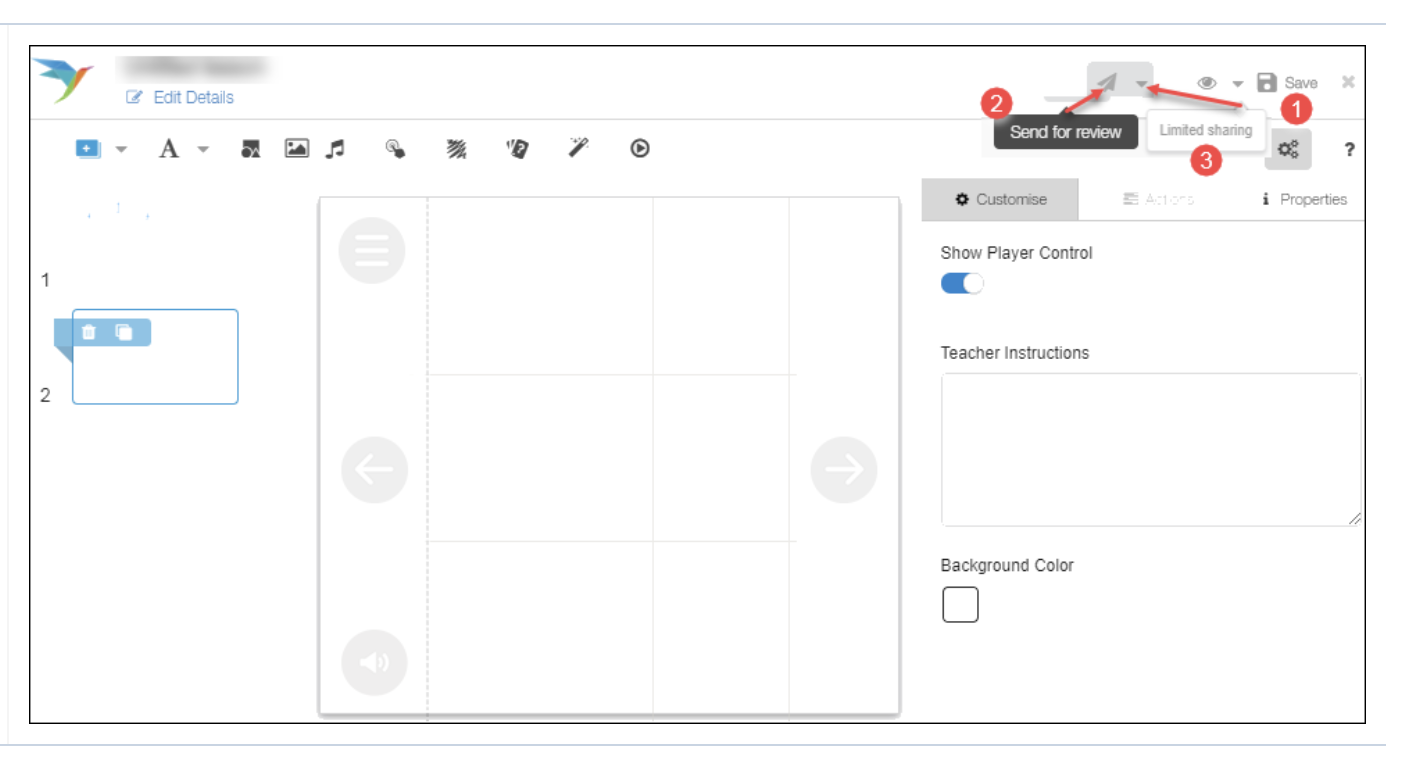 Edit Details
Save
2
1
Send for review
Limited sharing
3
A
?
Customise
Actions
Properties
Show Player Control
1
Teacher Instructions
2
Background Color